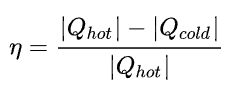 η = (|Q_hot| − |Q_cold|) / |Q_hot|